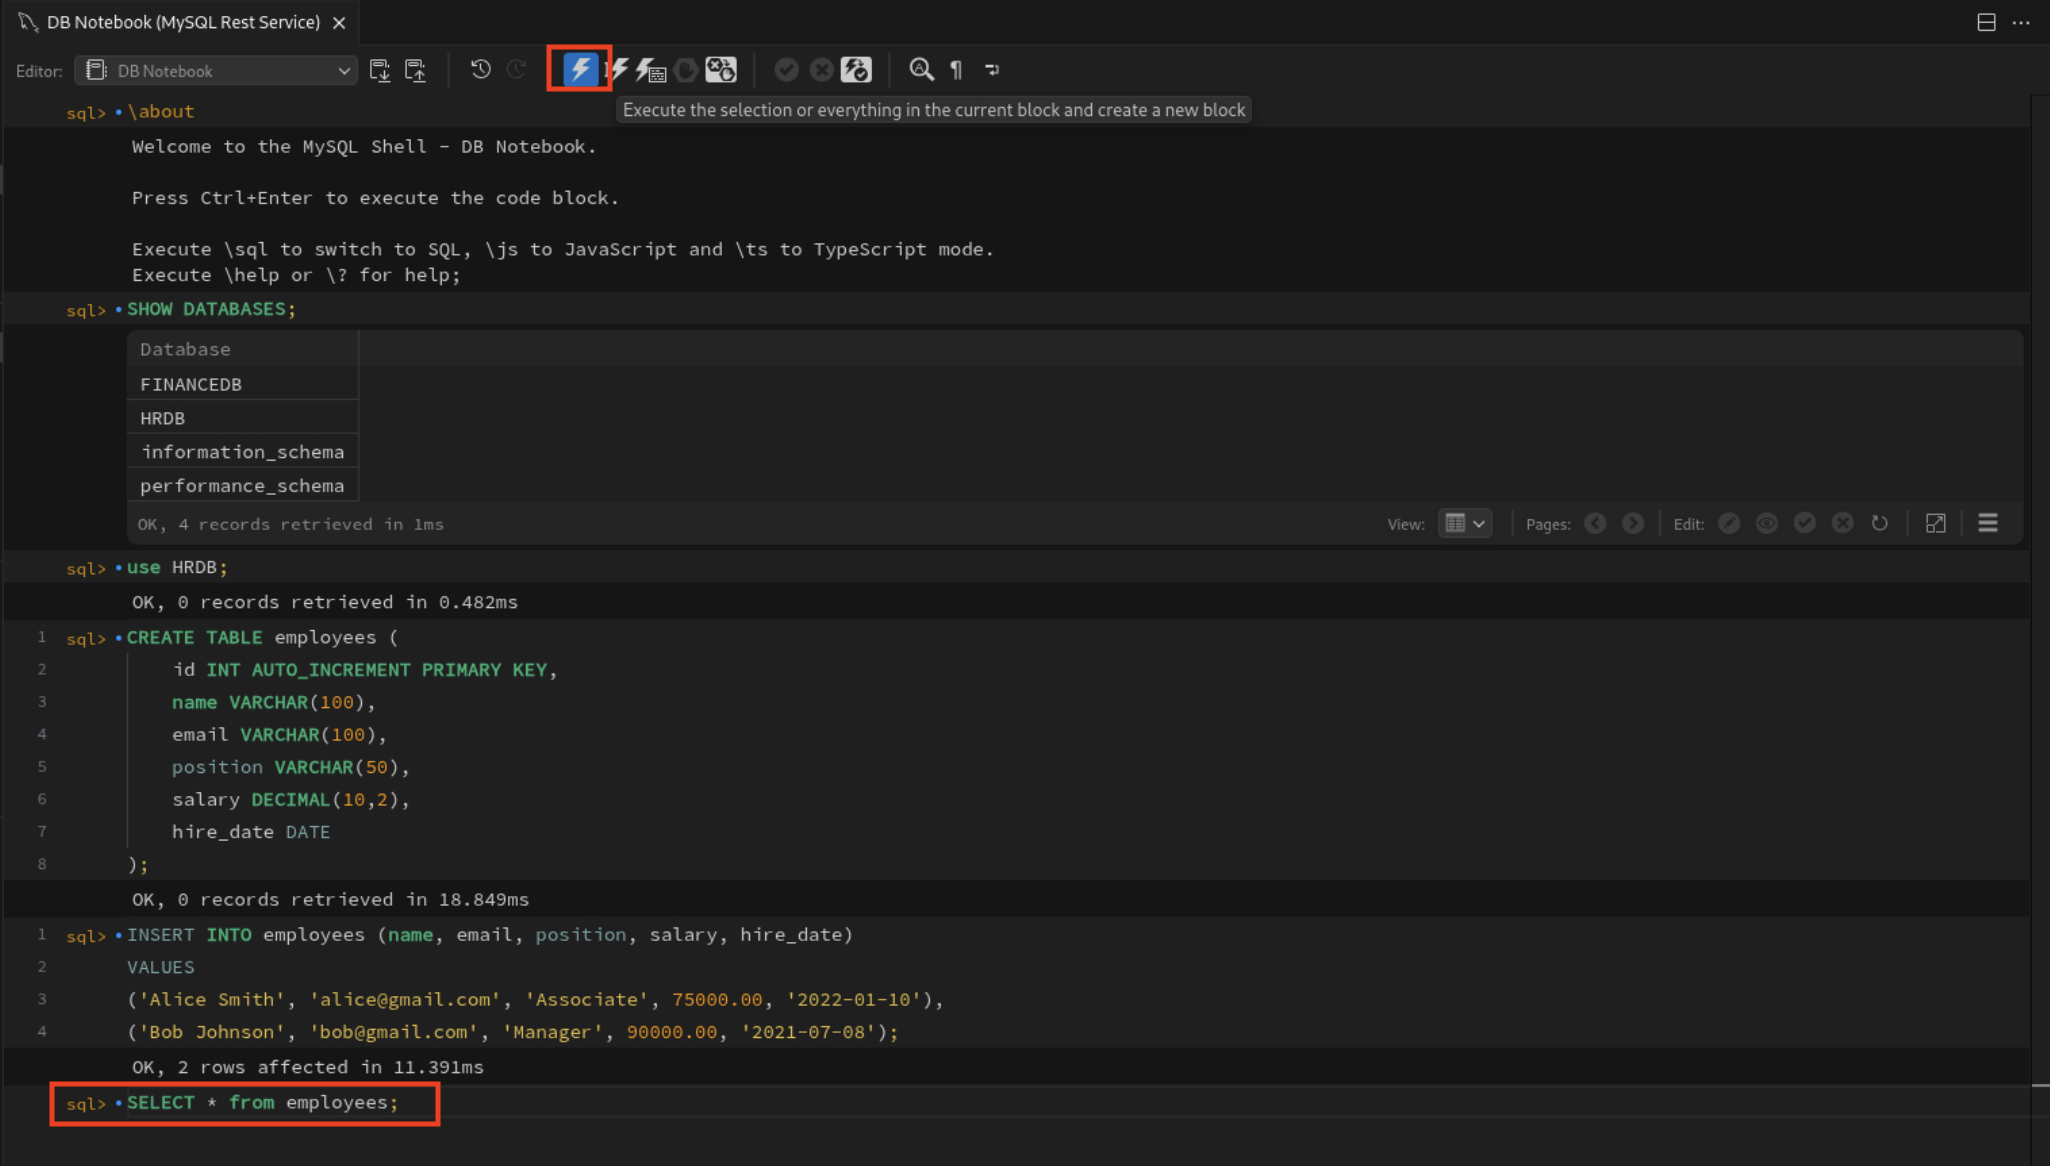 DB Notebook (MySQL Rest Service)
Editor: DB Notebook
Execute the selection or everything in the current block and create a new block
sql> \about
Welcome to the MySQL Shell - DB Notebook.
Press Ctrl+Enter to execute the code block.
Execute \sql to switch to SQL, \js to JavaScript and \ts to TypeScript mode.
Execute \help or \? for help;
sql> SHOW DATABASES;
Database
FINANCEDB
HRDB
information_schema
performance_schema
OK, 4 records retrieved in 1ms View: Pages: Edit:
sql> use HRDB;
OK, 0 records retrieved in 0.482ms
1 sql> CREATE TABLE employees (
2 id INT AUTO_INCREMENT PRIMARY KEY,
3 name VARCHAR(100),
4 email VARCHAR(100),
5 position VARCHAR(50),
6 salary DECIMAL(10,2),
7 hire_date DATE
8 );
OK, 0 records retrieved in 18.849ms
1 sql> INSERT INTO employees (name, email, position, salary, hire_date)
2 VALUES
3 ('Alice Smith', 'alice@gmail.com', 'Associate', 75000.00, '2022-01-10'),
4 ('Bob Johnson', 'bob@gmail.com', 'Manager', 90000.00, '2021-07-08');
OK, 2 rows affected in 11.391ms
sql> SELECT * from employees;